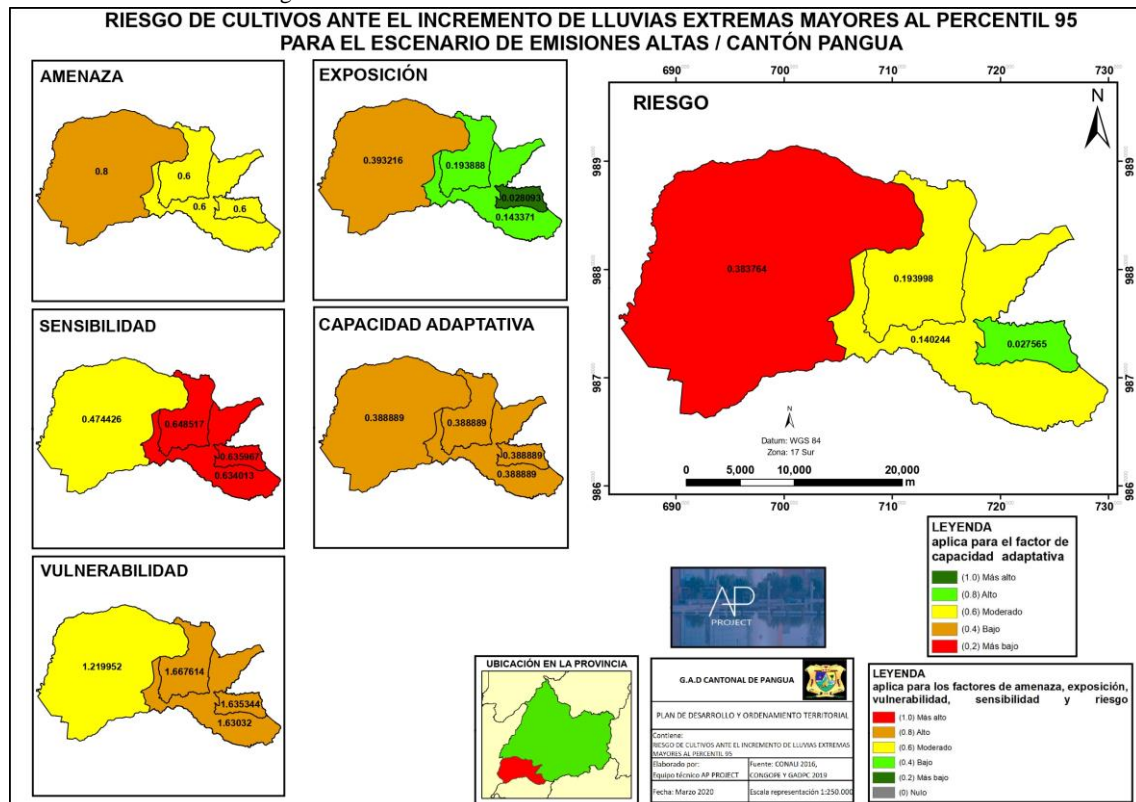 RIESGO DE CULTIVOS ANTE EL INCREMENTO DE LLUVIAS EXTREMAS MAYORES AL PERCENTIL 95
PARA EL ESCENARIO DE EMISIONES ALTAS / CANTÓN PANGUA
AMENAZA
0.8
0.6
0.6
0.6
EXPOSICIÓN
0.393216
0.193888
0.028093
0.143371
SENSIBILIDAD
0.474426
0.648517
0.635967
0.634013
CAPACIDAD ADAPTATIVA
0.388889
0.388889
0.388889
0.388889
VULNERABILIDAD
1.219952
1.667614
1.635344
1.63032
RIESGO
690
700
710
720
730
N
989
988
987
986
989
988
987
986
0.383764
0.193998
0.140244
0.027565
N
Datum: WGS 84
Zona: 17 Sur
0 5,000 10,000 20,000
m
690
700
710
720
730
LEYENDA
aplica para el factor de
capacidad adaptativa
(1.0) Más alto
(0.8) Alto
(0.6) Moderado
(0.4) Bajo
(0,2) Más bajo
AP
PROJECT
UBICACIÓN EN LA PROVINCIA
G.A.D CANTONAL DE PANGUA
PLAN DE DESARROLLO Y ORDENAMIENTO TERRITORIAL
Contiene:
RIESGO DE CULTIVOS ANTE EL INCREMENTO DE LLUVIAS EXTREMAS
MAYORES AL PERCENTIL 95
Elaborado por:
Equipo técnico AP PROJECT
Fuente: CONALI 2016,
CONGOPE Y GADPC 2019
Fecha: Marzo 2020
Escala representación 1:250.000
LEYENDA
aplica para los factores de amenaza, exposición,
vulnerabilidad, sensibilidad y riesgo
(1.0) Más alto
(0.8) Alto
(0.6) Moderado
(0.4) Bajo
(0.2) Más bajo
(0) Nulo